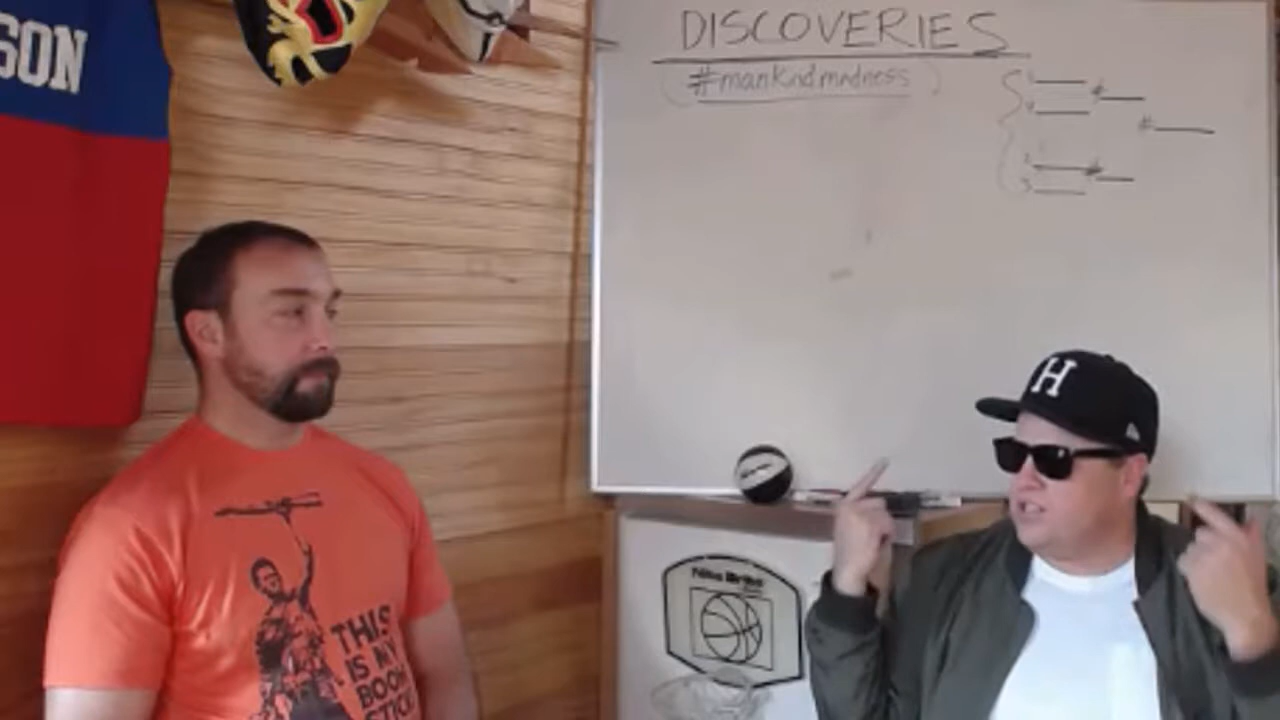 SON
DISCOVERIES
#mankindmadness
H
THIS
IS MY
BOOM
STICK